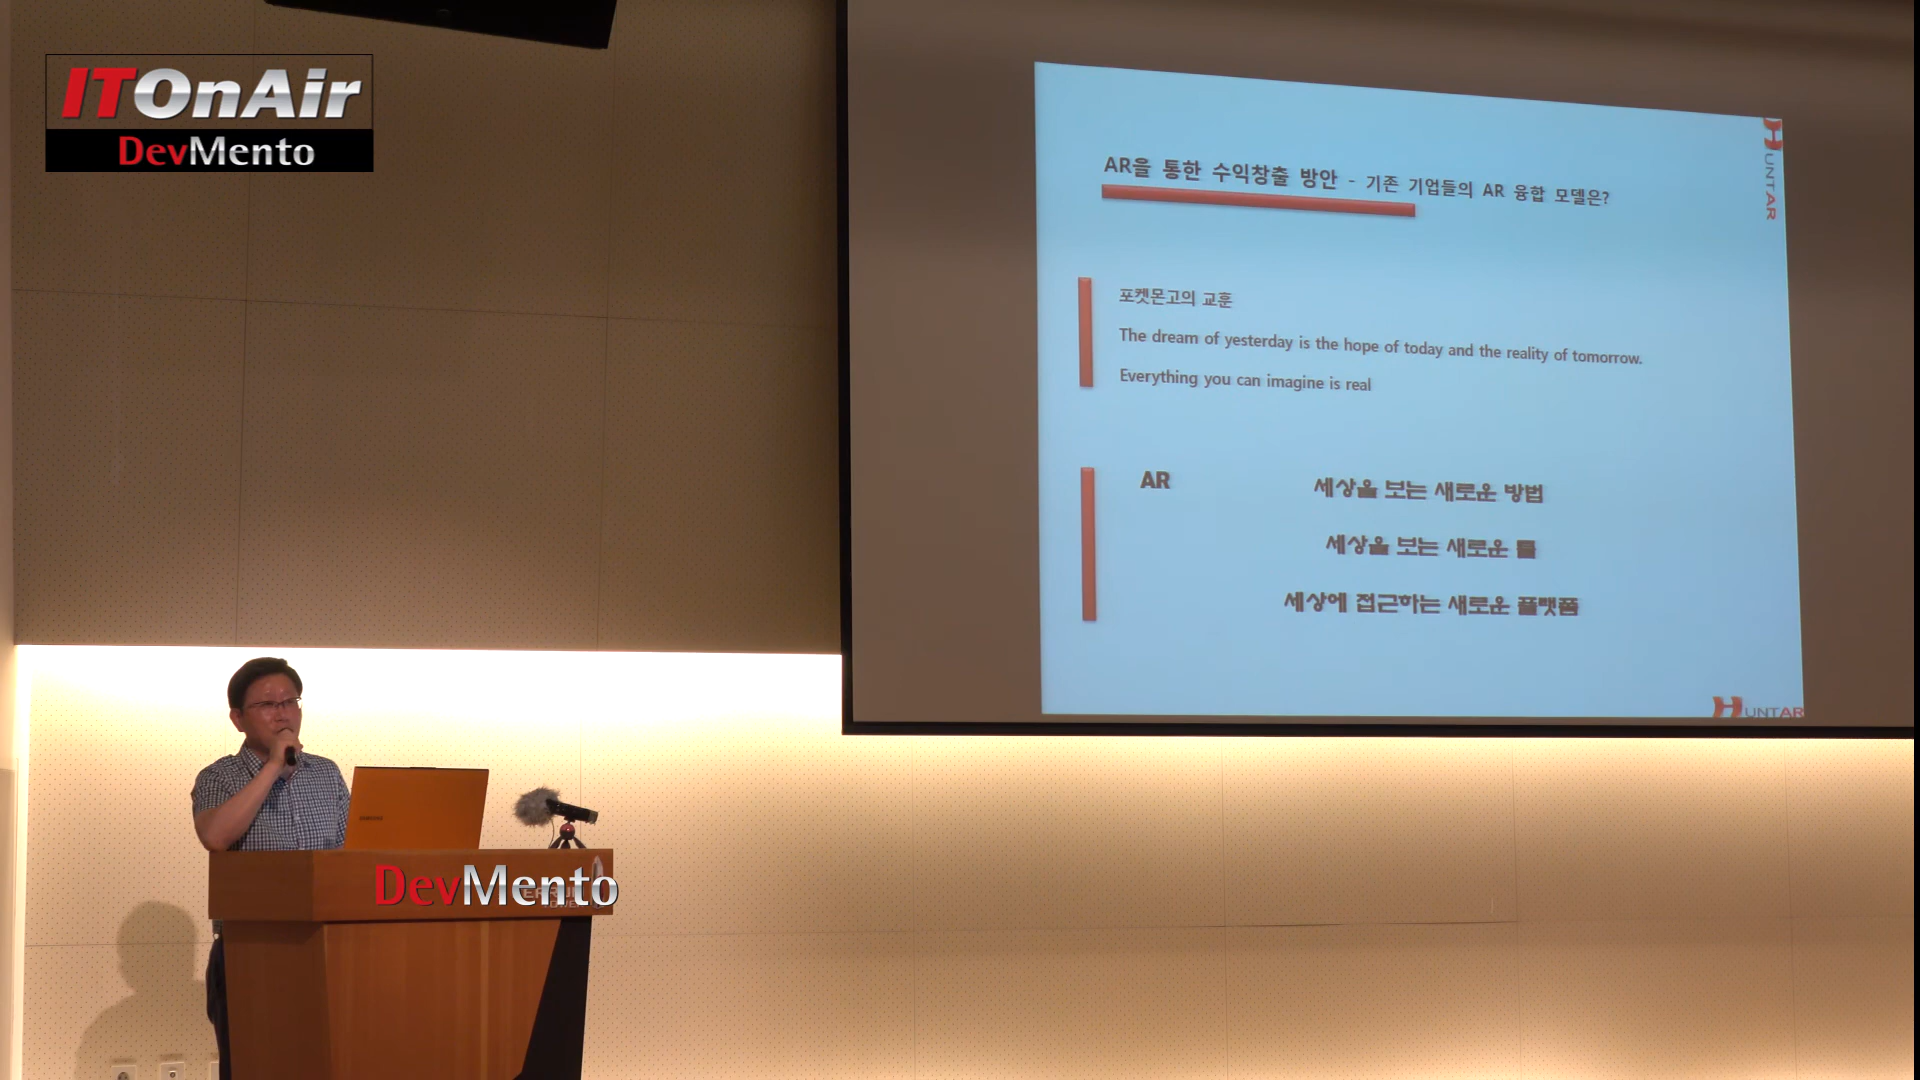 ITOnAir
DevMento
AR을 통한 수익창출 방안 - 기존 기업들의 AR 융합 모델은?
HUNTAR
포켓몬고의 교훈
The dream of yesterday is the hope of today and the reality of tomorrow.
Everything you can imagine is real
AR
세상을 보는 새로운 방법
세상을 보는 새로운 틀
세상에 접근하는 새로운 플랫폼
HUNTAR
DevMento